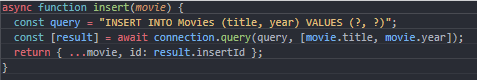 async function insert(movie) {
  const query = "INSERT INTO Movies (title, year) VALUES (?, ?)";
  const [result] = await connection.query(query, [movie.title, movie.year]);
  return { ...movie, id: result.insertId };
}